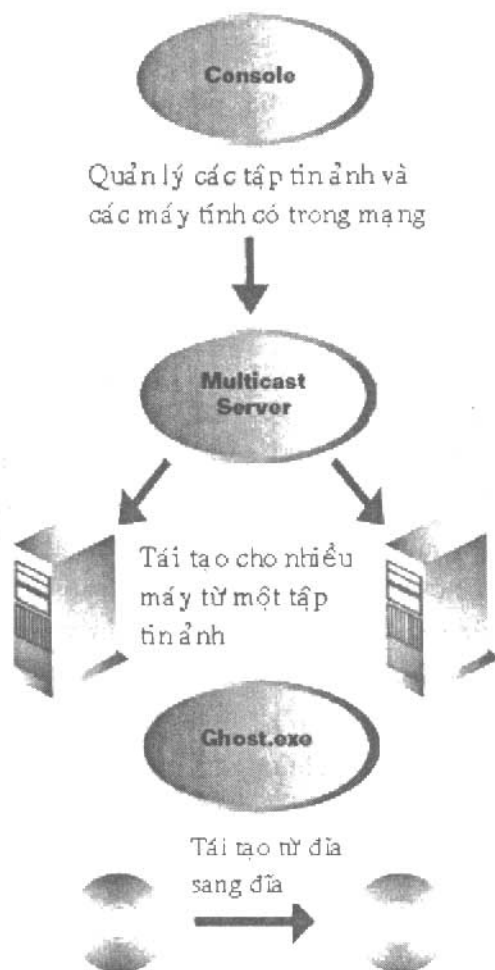 Console
Quản lý các tập tin ảnh và
các máy tính có trong mạng
Multicast
Server
Tái tạo cho nhiều
máy từ một tập
tin ảnh
Ghost.exe
Tái tạo từ đĩa
sang đĩa